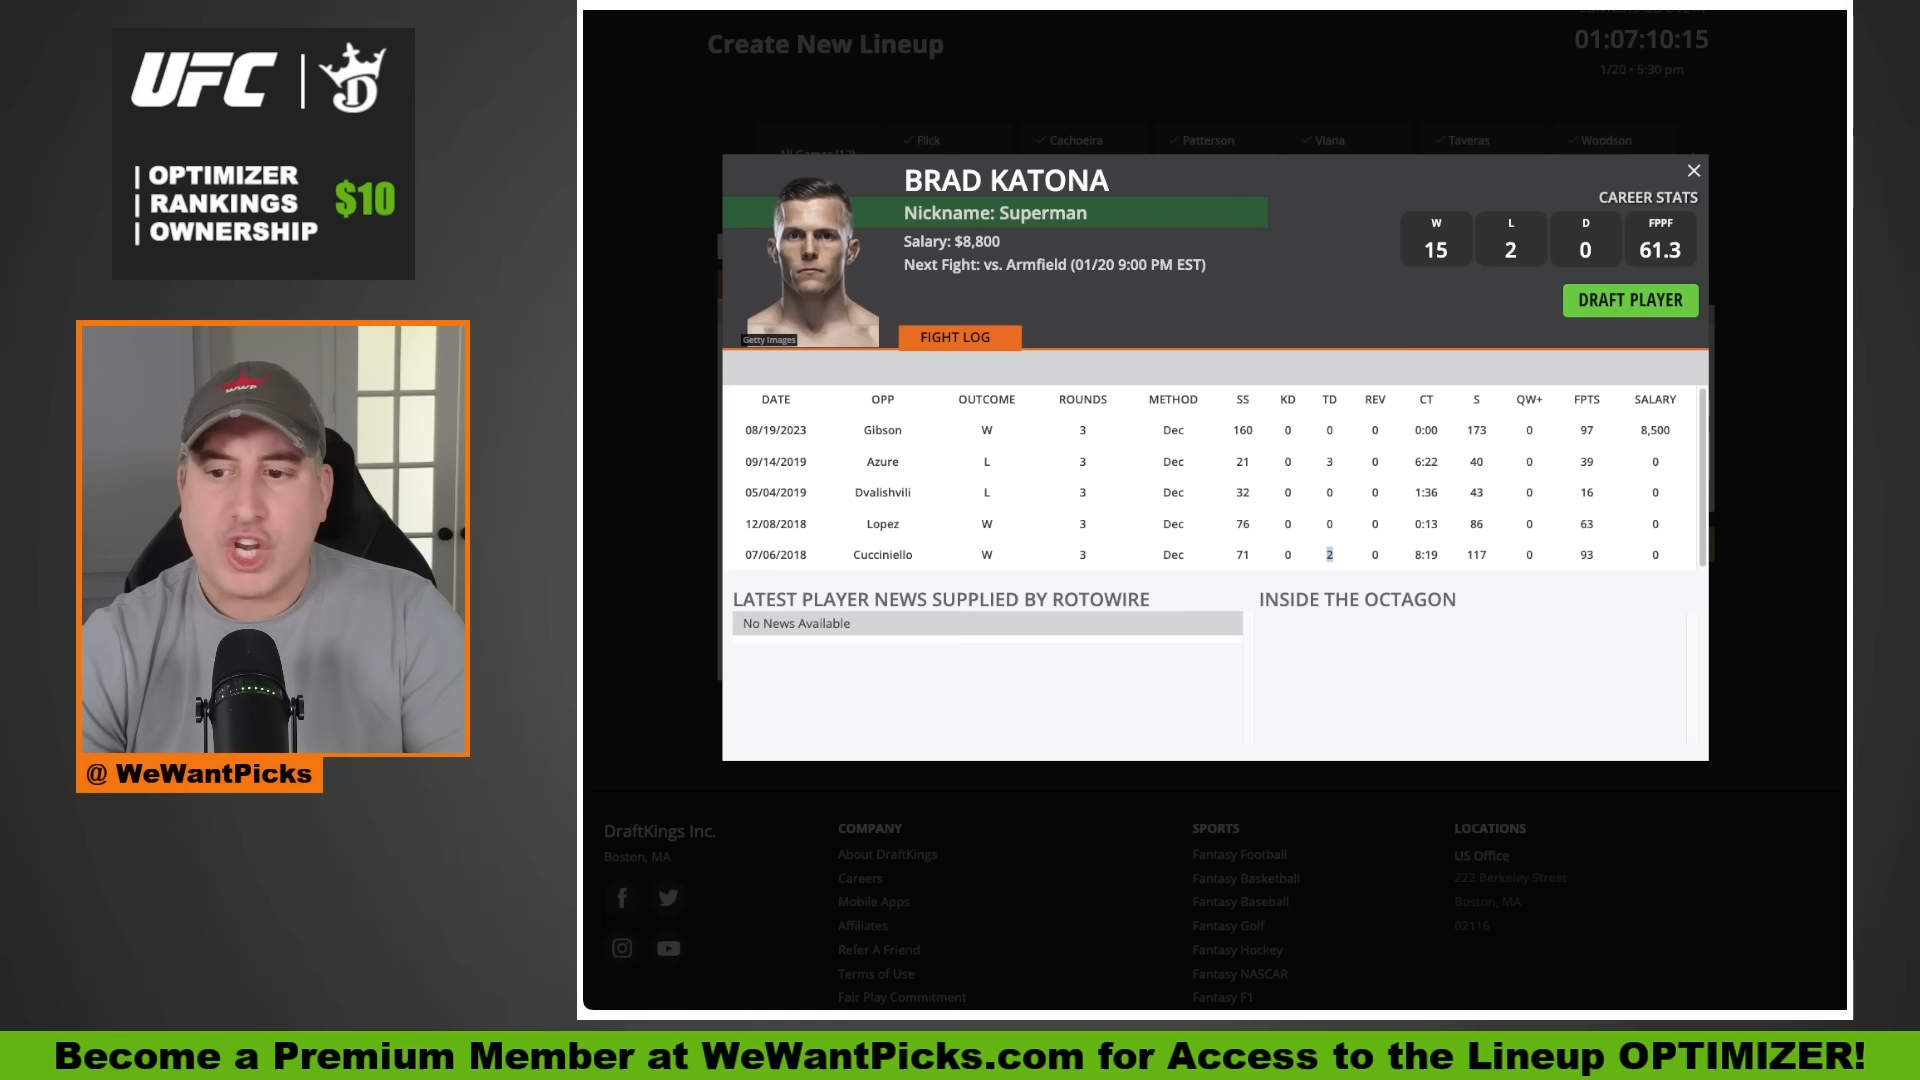 UFC
OPTIMIZER
RANKINGS
OWNERSHIP
$10
@ WeWantPicks
Create New Lineup
01:07:10:15
1/20 • 5:30 pm
Flick
Cachoeira
Patterson
Viana
Taveras
Woodson
BRAD KATONA
Nickname: Superman
Salary: $8,800
Next Fight: vs. Armfield (01/20 9:00 PM EST)
Getty Images
CAREER STATS
W L D FPPF
15 2 0 61.3
DRAFT PLAYER
FIGHT LOG
DATE OPP OUTCOME ROUNDS METHOD SS KD TD REV CT S QW+ FPTS SALARY
08/19/2023 Gibson W 3 Dec 160 0 0 0 0:00 173 0 97 8,500
09/14/2019 Azure L 3 Dec 21 0 3 0 6:22 40 0 39 0
05/04/2019 Dvalishvili L 3 Dec 32 0 0 0 1:36 43 0 16 0
12/08/2018 Lopez W 3 Dec 76 0 0 0 0:13 86 0 63 0
07/06/2018 Cucciniello W 3 Dec 71 0 2 0 8:19 117 0 93 0
LATEST PLAYER NEWS SUPPLIED BY ROTOWIRE
No News Available
INSIDE THE OCTAGON
DraftKings Inc.
Boston, MA
COMPANY
About DraftKings
Careers
Mobile Apps
Affiliates
Refer A Friend
Terms of Use
Fair Play Commitment
SPORTS
Fantasy Football
Fantasy Basketball
Fantasy Baseball
Fantasy Golf
Fantasy Hockey
Fantasy NASCAR
Fantasy F1
LOCATIONS
US Office
222 Berkeley Street
Boston, MA
02116
Become a Premium Member at WeWantPicks.com for Access to the Lineup OPTIMIZER!